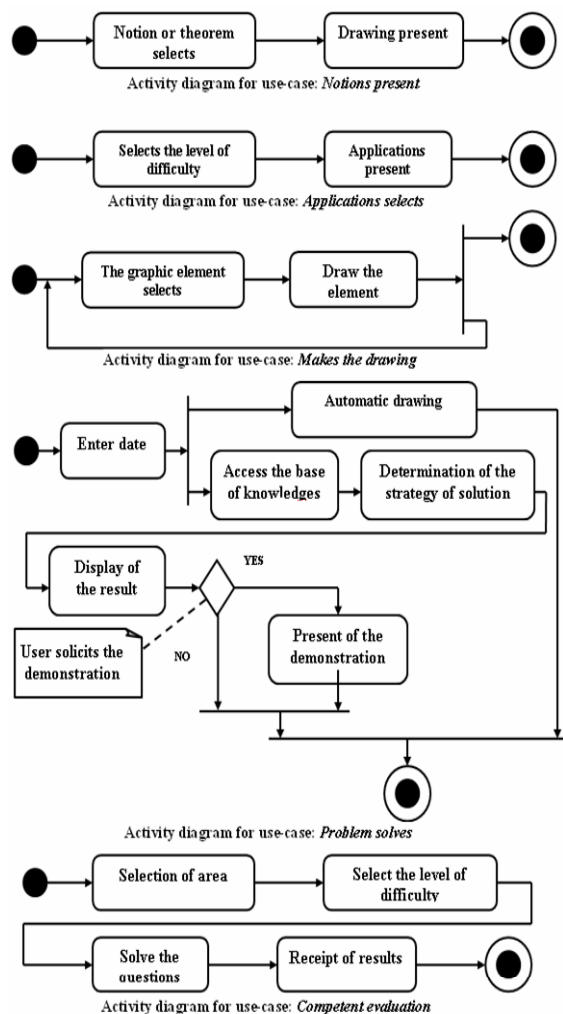 Notion or theorem
selects
Drawing present
Activity diagram for use-case: Notions present
Selects the level of
difficulty
Applications
present
Activity diagram for use-case: Applications selects
The graphic element
selects
Draw the
element
Activity diagram for use-case: Makes the drawing
Automatic drawing
Enter date
Access the base
of knowledges
Determination of the
strategy of solution
Display of
the result
YES
User solicits the
demonstration
NO
Present of the
demonstration
Activity diagram for use-case: Problem solves
Selection of area
Select the level of
difficulty
Solve the
questions
Receipt of results
Activity diagram for use-case: Competent evaluation